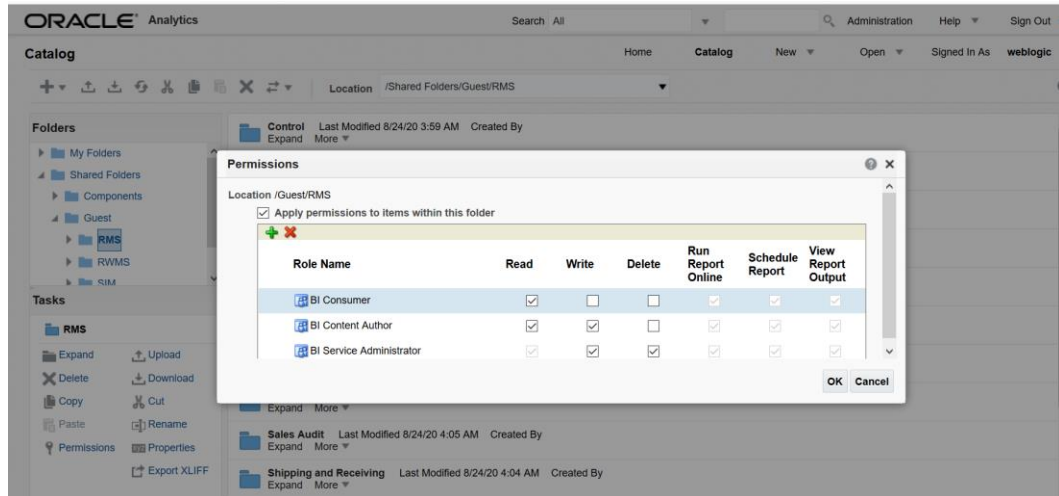 ORACLE Analytics
Search All
Administration
Help
Sign Out
Catalog
Home
Catalog
New
Open
Signed In As
weblogic
Location
/Shared Folders/Guest/RMS
Folders
My Folders
Shared Folders
Components
Guest
RMS
RWMS
SIM
Tasks
RMS
Expand
Upload
Delete
Download
Copy
Cut
Paste
Rename
Permissions
Properties
Export XLIFF
Control Last Modified 8/24/20 3:59 AM Created By
Expand More
Permissions
Location /Guest/RMS
Apply permissions to items within this folder
Role Name
Read
Write
Delete
Run Report Online
Schedule Report
View Report Output
BI Consumer
BI Content Author
BI Service Administrator
OK
Cancel
Expand More
Sales Audit Last Modified 8/24/20 4:05 AM Created By
Expand More
Shipping and Receiving Last Modified 8/24/20 4:04 AM Created By
Expand More